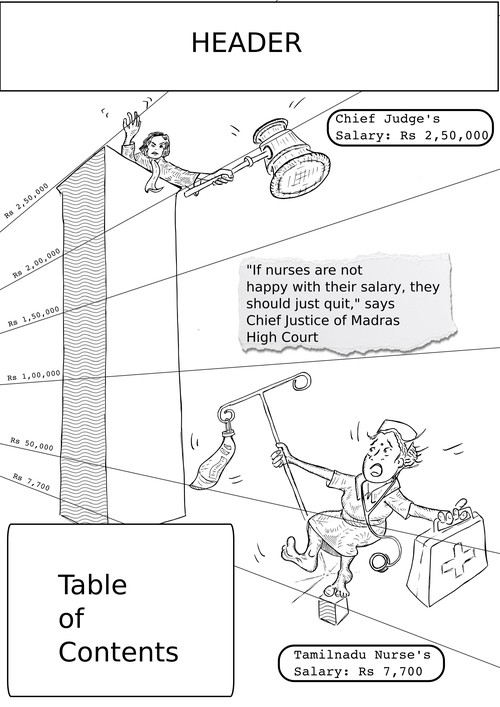 HEADER
Chief Judge's
Salary: Rs 2,50,000
Rs 2,50,000
Rs 2,00,000
Rs 1,50,000
Rs 1,00,000
Rs 50,000
Rs 7,700
"If nurses are not
happy with their salary, they
should just quit," says
Chief Justice of Madras
High Court
Table
of
Contents
Tamilnadu Nurse's
Salary: Rs 7,700